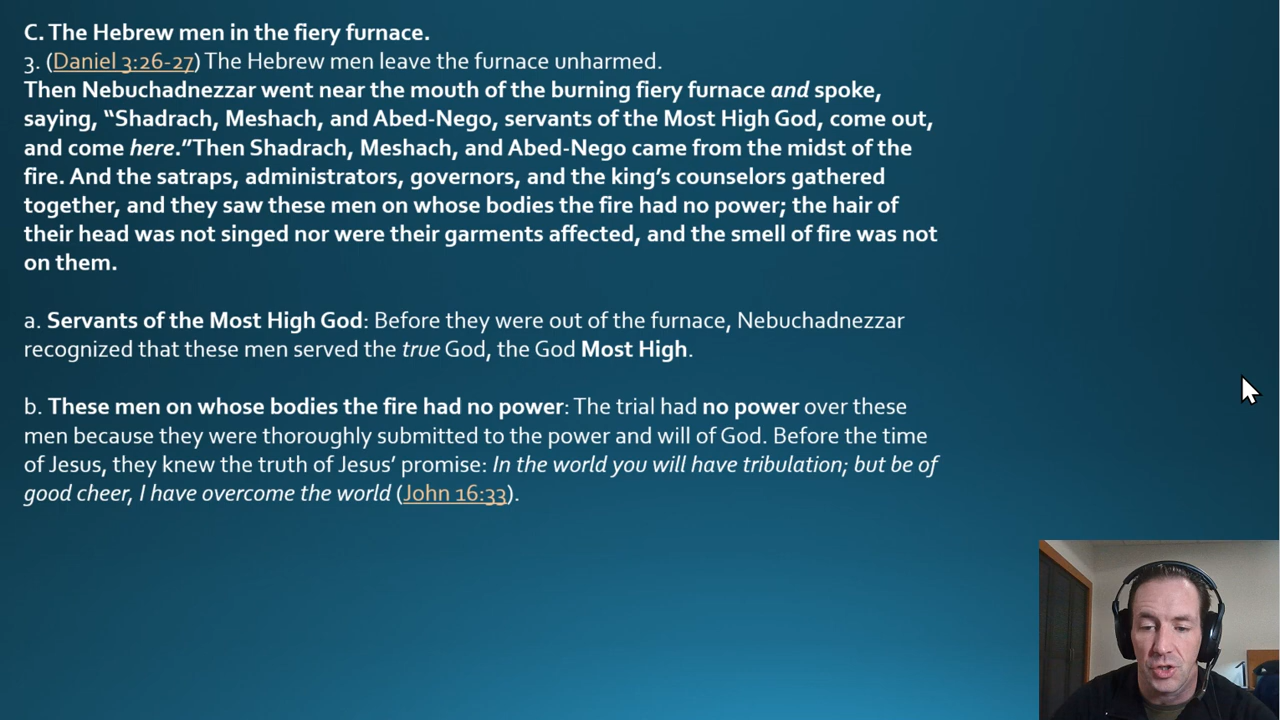 C. The Hebrew men in the fiery furnace.
3. (Daniel 3:26-27) The Hebrew men leave the furnace unharmed.
Then Nebuchadnezzar went near the mouth of the burning fiery furnace and spoke,
saying, “Shadrach, Meshach, and Abed-Nego, servants of the Most High God, come out,
and come here.”Then Shadrach, Meshach, and Abed-Nego came from the midst of the
fire. And the satraps, administrators, governors, and the king’s counselors gathered
together, and they saw these men on whose bodies the fire had no power; the hair of
their head was not singed nor were their garments affected, and the smell of fire was not
on them.
a. Servants of the Most High God: Before they were out of the furnace, Nebuchadnezzar
recognized that these men served the true God, the God Most High.
b. These men on whose bodies the fire had no power: The trial had no power over these
men because they were thoroughly submitted to the power and will of God. Before the time
of Jesus, they knew the truth of Jesus’ promise: In the world you will have tribulation; but be of
good cheer, I have overcome the world (John 16:33).